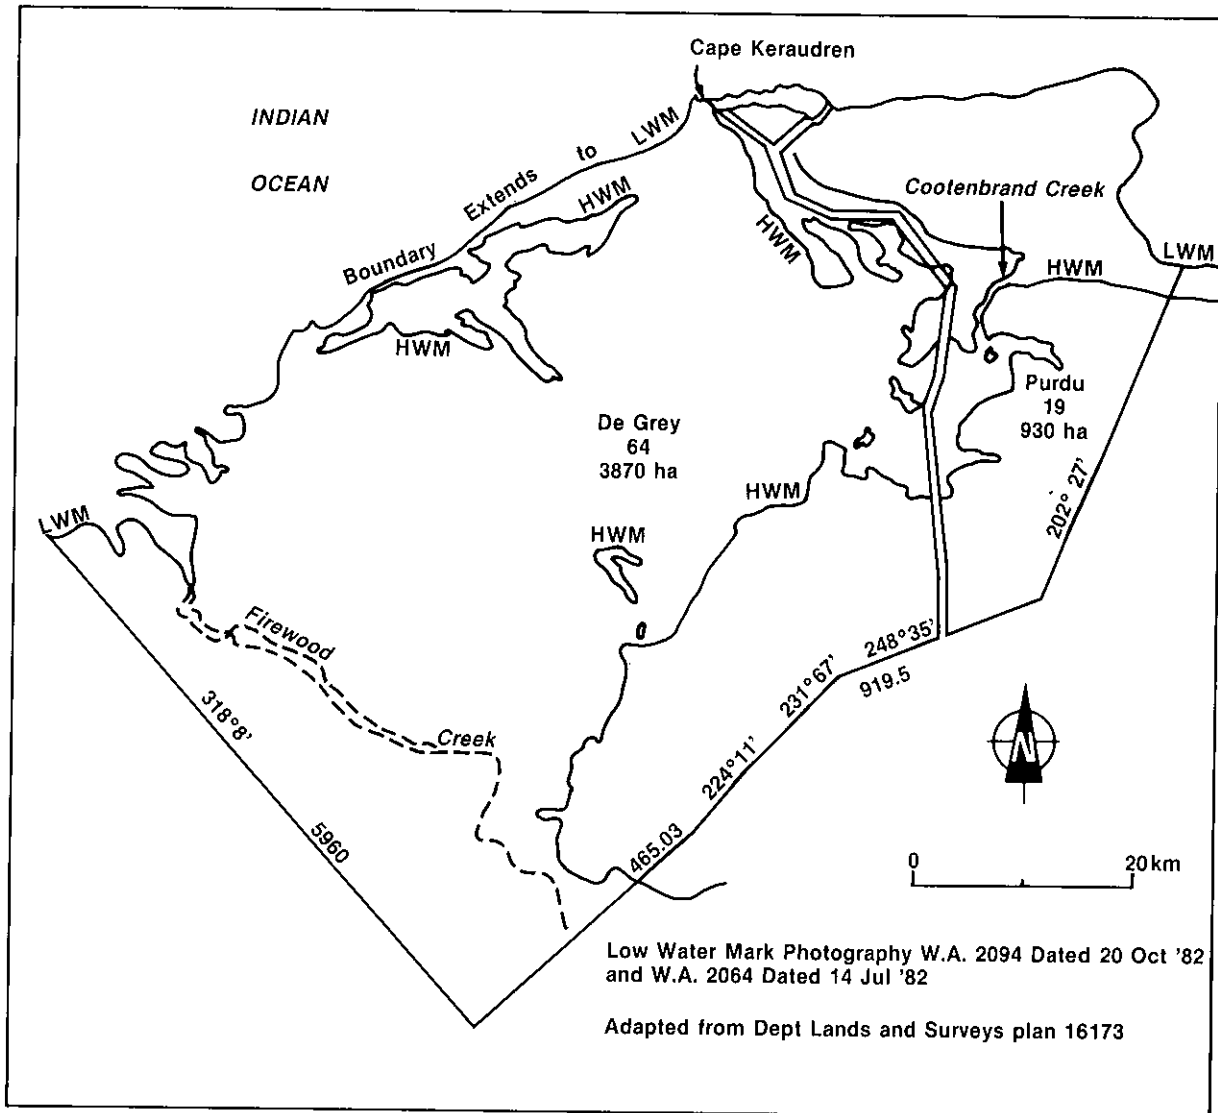 Cape Keraudren
INDIAN
OCEAN
Boundary Extends to LWM
HWM
HWM
Cootenbrand Creek
LWM
HWM
HWM
Purdu
19
930 ha
De Grey
64
3870 ha
HWM
HWM
LWM
202° 27'
Firewood
Creek
318°8'
5960
248°35'
919.5
231°67'
224°11'
465.03
N
0 20km
Low Water Mark Photography W.A. 2094 Dated 20 Oct '82
and W.A. 2064 Dated 14 Jul '82
Adapted from Dept Lands and Surveys plan 16173